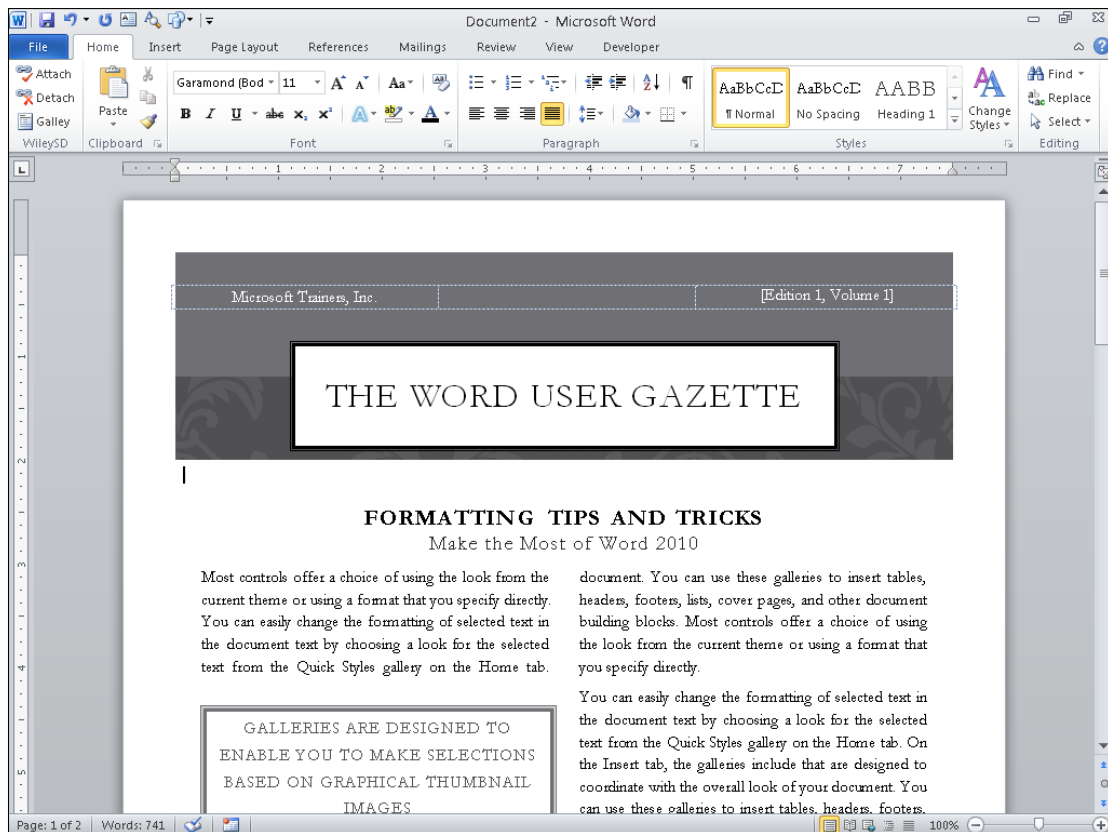 Document2 - Microsoft Word
File Home Insert Page Layout References Mailings Review View Developer
Attach
Detach
Galley
WileySD
Paste
Clipboard
Garamond (Bod 11
B I U abc x₂ x² A ab A
Font
Paragraph
AaBbCcD AaBbCcD AABB
¶ Normal No Spacing Heading 1
Change
Styles
Styles
Find
Replace
Select
Editing
1 2 3 4 5 6 7
Microsoft Trainers, Inc. [Edition 1, Volume 1]
THE WORD USER GAZETTE
FORMATTING TIPS AND TRICKS
Make the Most of Word 2010
Most controls offer a choice of using the look from the
current theme or using a format that you specify directly.
You can easily change the formatting of selected text in
the document text by choosing a look for the selected
text from the Quick Styles gallery on the Home tab.
GALLERIES ARE DESIGNED TO
ENABLE YOU TO MAKE SELECTIONS
BASED ON GRAPHICAL THUMBNAIL
IMAGES
document. You can use these galleries to insert tables,
headers, footers, lists, cover pages, and other document
building blocks. Most controls offer a choice of using
the look from the current theme or using a format that
you specify directly.
You can easily change the formatting of selected text in
the document text by choosing a look for the selected
text from the Quick Styles gallery on the Home tab. On
the Insert tab, the galleries include that are designed to
coordinate with the overall look of your document. You
can use these galleries to insert tables, headers, footers,
Page: 1 of 2 Words: 741 100%